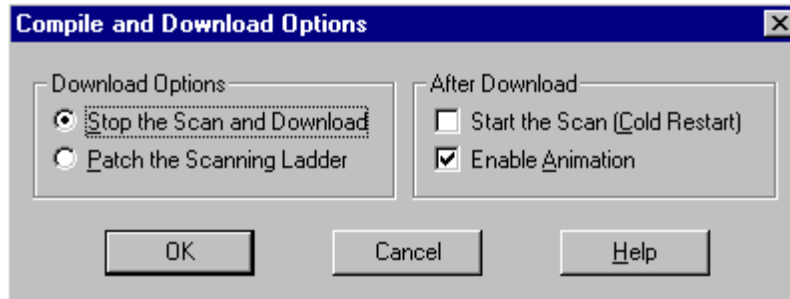 Compile and Download Options
Download Options
Stop the Scan and Download
Patch the Scanning Ladder
After Download
Start the Scan (Cold Restart)
Enable Animation
OK Cancel Help